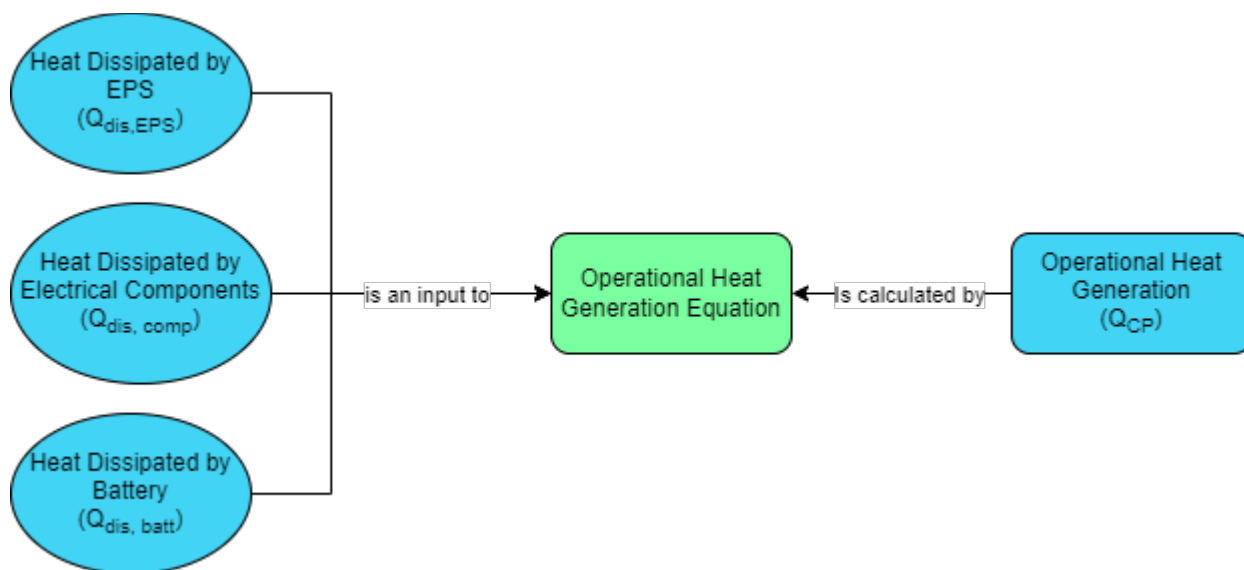 Heat Dissipated by
EPS
(Qdis,EPS)
Heat Dissipated by
Electrical Components
(Qdis, comp)
Heat Dissipated by
Battery
(Qdis, batt)
is an input to
Operational Heat
Generation Equation
Is calculated by
Operational Heat
Generation
(QCP)